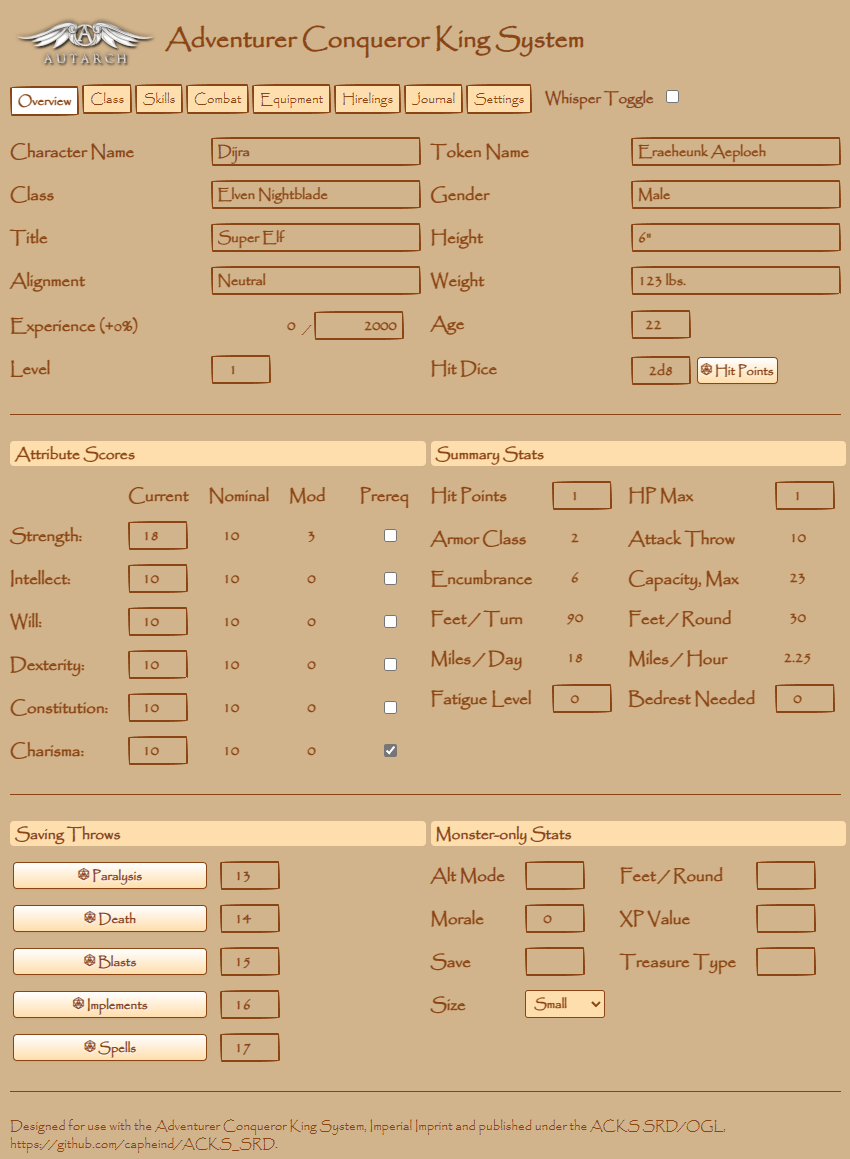 AUTARCH Adventurer Conqueror King System
Overview Class Skills Combat Equipment Hirelings Journal Settings Whisper Toggle
Character Name Dijra Token Name Eraeheunk Aeploeh
Class Elven Nightblade Gender Male
Title Super Elf Height 6"
Alignment Neutral Weight 123 lbs.
Experience (+0%) 0 / 2000 Age 22
Level 1 Hit Dice 2d8 Hit Points
Attribute Scores Summary Stats
Current Nominal Mod Prereq Hit Points 1 HP Max 1
Strength: 18 10 3 Armor Class 2 Attack Throw 10
Intellect: 10 10 0 Encumbrance 6 Capacity, Max 23
Will: 10 10 0 Feet / Turn 90 Feet / Round 30
Dexterity: 10 10 0 Miles / Day 18 Miles / Hour 2.25
Constitution: 10 10 0 Fatigue Level 0 Bedrest Needed 0
Charisma: 10 10 0
Saving Throws Monster-only Stats
Paralysis 13 Alt Mode Feet / Round
Death 14 Morale 0 XP Value
Blasts 15 Save Treasure Type
Implements 16 Size Small
Spells 17
Designed for use with the Adventurer Conqueror King System, Imperial Imprint and published under the ACKS SRD/OGL,
https://github.com/capheind/ACKS_SRD.